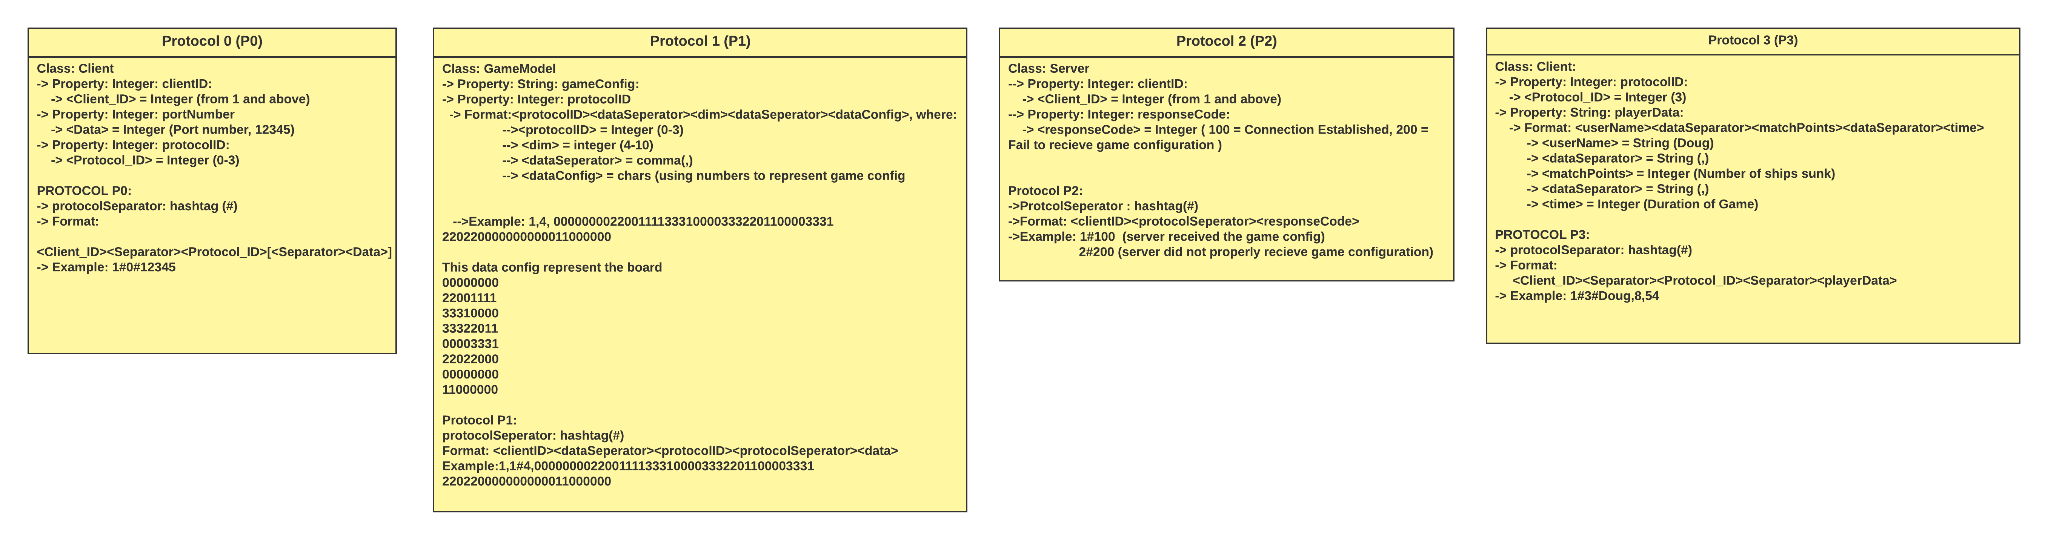 Protocol 0 (P0)
Class: Client
-> Property: Integer: clientID:
-> <Client_ID> = Integer (from 1 and above)
-> Property: Integer: portNumber
-> <Data> = Integer (Port number, 12345)
-> Property: Integer: protocolID:
-> <Protocol_ID> = Integer (0-3)
PROTOCOL P0:
-> protocolSeparator: hashtag (#)
-> Format:
<Client_ID><Separator><Protocol_ID>[<Separator><Data>]
-> Example: 1#0#12345
Protocol 1 (P1)
Class: GameModel
-> Property: String: gameConfig:
-> Property: Integer: protocolID
-> Format:<protocolID><dataSeperator><dim><dataSeperator><dataConfig>, where:
--><protocolID> = Integer (0-3)
--> <dim> = integer (4-10)
--> <dataSeperator> = comma(,)
--> <dataConfig> = chars (using numbers to represent game config
-->Example: 1,4, 0000000022001111333100003332201100003331
220220000000000011000000
This data config represent the board
00000000
22001111
33310000
33322011
00003331
22022000
00000000
11000000
Protocol P1:
protocolSeperator: hashtag(#)
Format: <clientID><dataSeperator><protocolID><protocolSeperator><data>
Example:1,1#4,0000000022001111333100003332201100003331
220220000000000011000000
Protocol 2 (P2)
Class: Server
--> Property: Integer: clientID:
-> <Client_ID> = Integer (from 1 and above)
--> Property: Integer: responseCode:
-> <responseCode> = Integer ( 100 = Connection Established, 200 =
Fail to recieve game configuration )
Protocol P2:
->ProtcolSeperator : hashtag(#)
->Format: <clientID><protocolSeperator><responseCode>
->Example: 1#100  (server received the game config)
2#200 (server did not properly recieve game configuration)
Protocol 3 (P3)
Class: Client:
-> Property: Integer: protocolID:
-> <Protocol_ID> = Integer (3)
-> Property: String: playerData:
-> Format: <userName><dataSeparator><matchPoints><dataSeparator><time>
-> <userName> = String (Doug)
-> <dataSeparator> = String (,)
-> <matchPoints> = Integer (Number of ships sunk)
-> <dataSeparator> = String (,)
-> <time> = Integer (Duration of Game)
PROTOCOL P3:
-> protocolSeparator: hashtag(#)
-> Format:
<Client_ID><Separator><Protocol_ID><Separator><playerData>
-> Example: 1#3#Doug,8,54